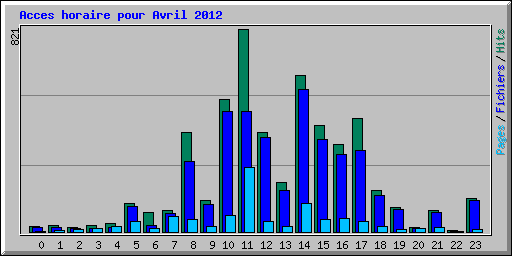 Acces horaire pour Avril 2012
821
Pages/Fichiers/Hits
0 1 2 3 4 5 6 7 8 9 10 11 12 13 14 15 16 17 18 19 20 21 22 23